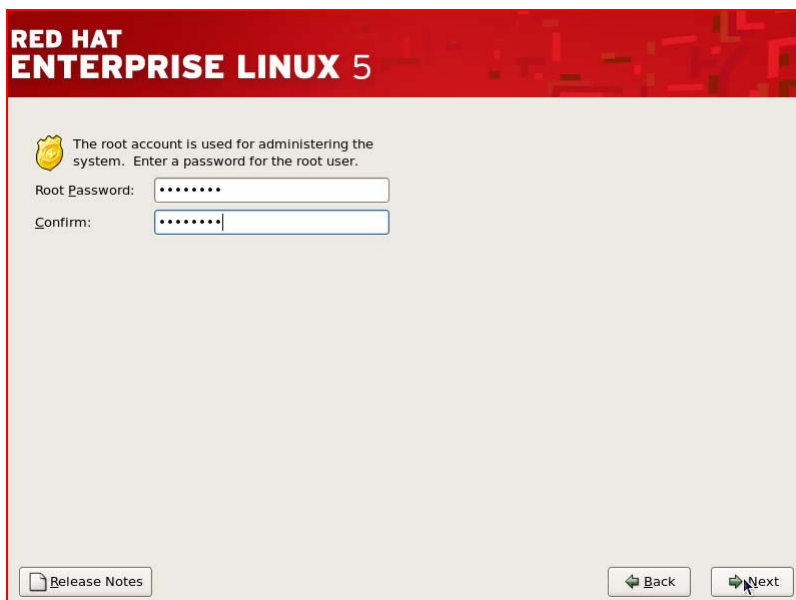 RED HAT
ENTERPRISE LINUX 5
The root account is used for administering the
system. Enter a password for the root user.
Root Password: ••••••••
Confirm: ••••••••
Release Notes
Back
Next